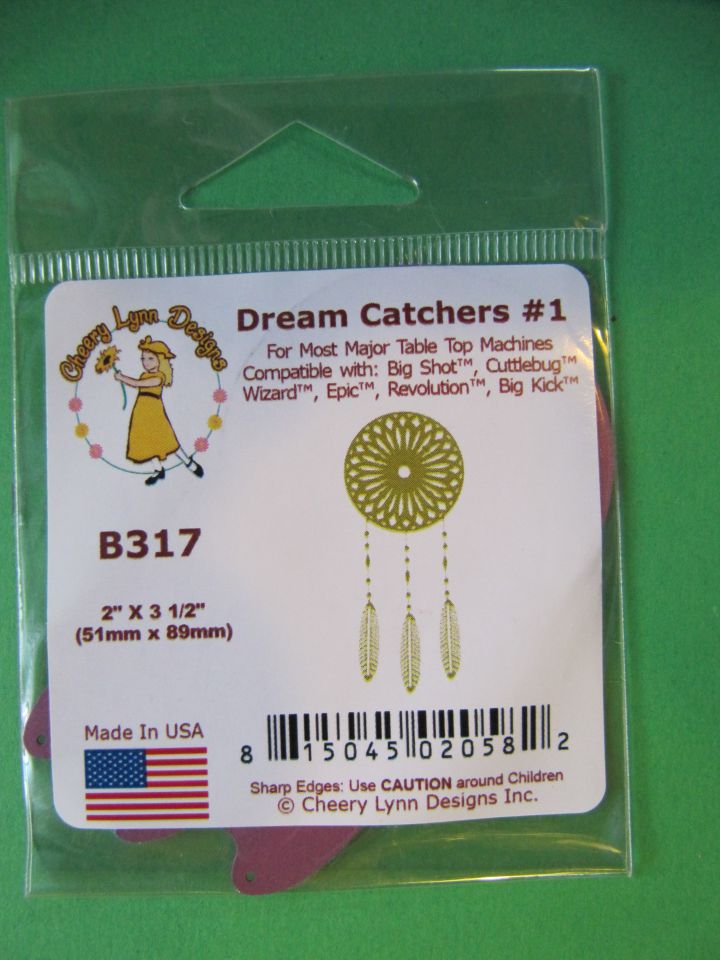 Cheery Lynn Designs
Dream Catchers #1
For Most Major Table Top Machines
Compatible with: Big Shot™, Cuttlebug™
Wizard™, Epic™, Revolution™, Big Kick™
B317
2" X 3 1/2"
(51mm x 89mm)
Made In USA
8 15045 02058 2
Sharp Edges: Use CAUTION around Children
© Cheery Lynn Designs Inc.